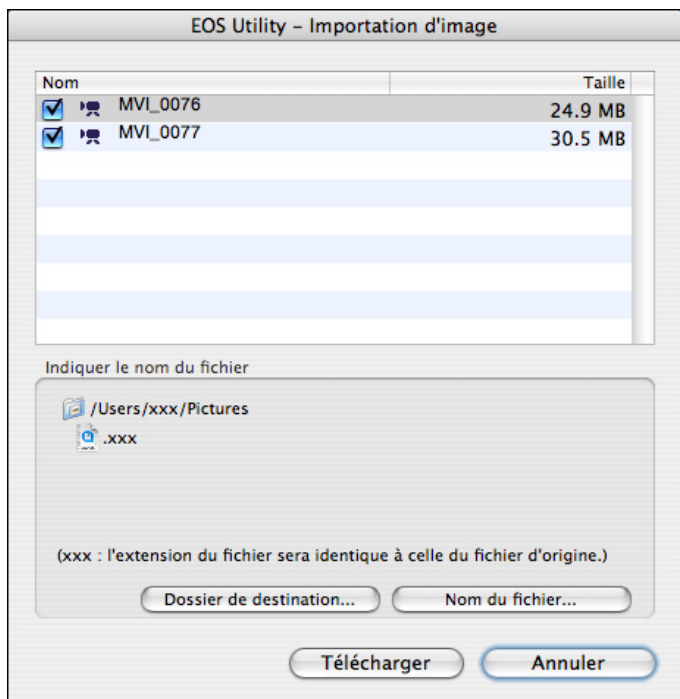 EOS Utility – Importation d'image
Nom Taille
MVI_0076 24.9 MB
MVI_0077 30.5 MB
Indiquer le nom du fichier
/Users/xxx/Pictures
.xxx
(xxx : l'extension du fichier sera identique à celle du fichier d'origine.)
Dossier de destination... Nom du fichier...
Télécharger Annuler